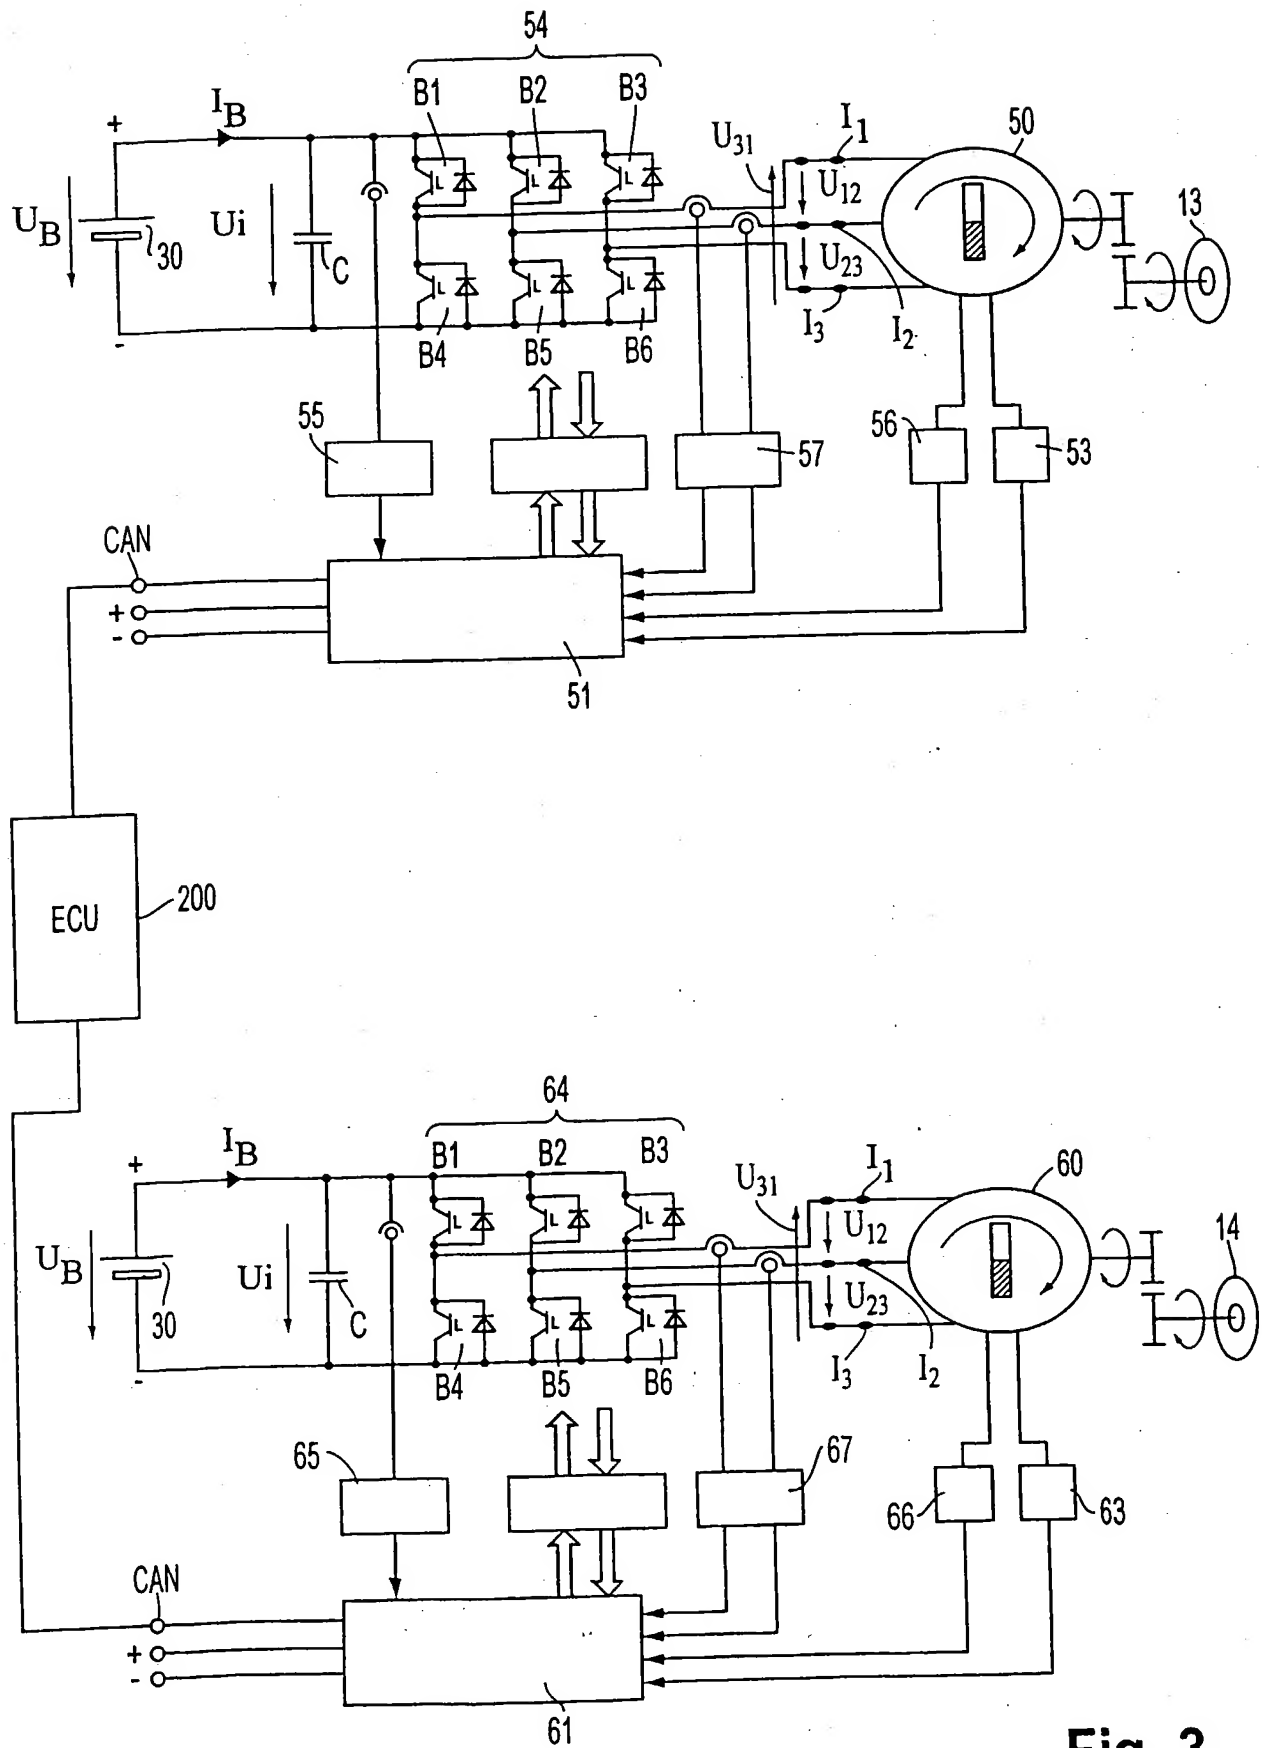 54
B1 B2 B3
+ I_B
U_31 I_1 50
U_12
U_B 30 Ui C
U_23
13
I_3 I_2
-
B4 B5 B6
55
57
56
53
CAN
+
-
51
ECU
200
64
B1 B2 B3
+ I_B
U_31 I_1 60
U_12
U_B 30 Ui C
U_23
14
I_3 I_2
-
B4 B5 B6
65
67
66
63
CAN
+
-
61